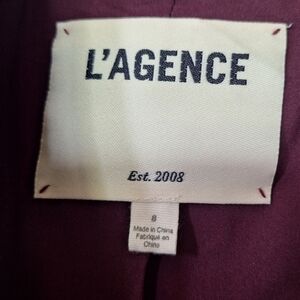 L'AGENCE
Est. 2008
8
Made in China
Fabriqué en
Chine